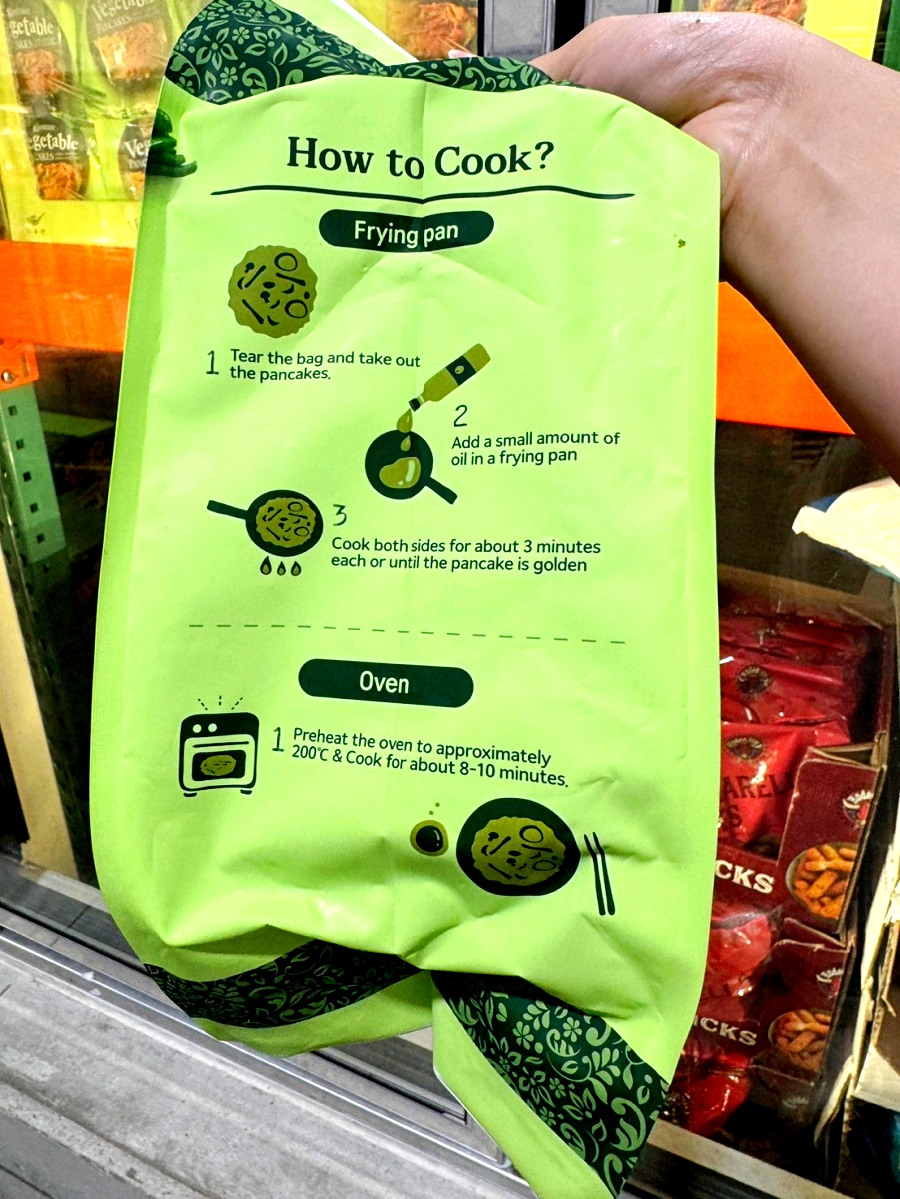 Vegetable
PANCAKES
How to Cook?
Frying pan
1 Tear the bag and take out
the pancakes.
2
Add a small amount of
oil in a frying pan
3
Cook both sides for about 3 minutes
each or until the pancake is golden
Oven
1 Preheat the oven to approximately
200℃ & Cook for about 8-10 minutes.